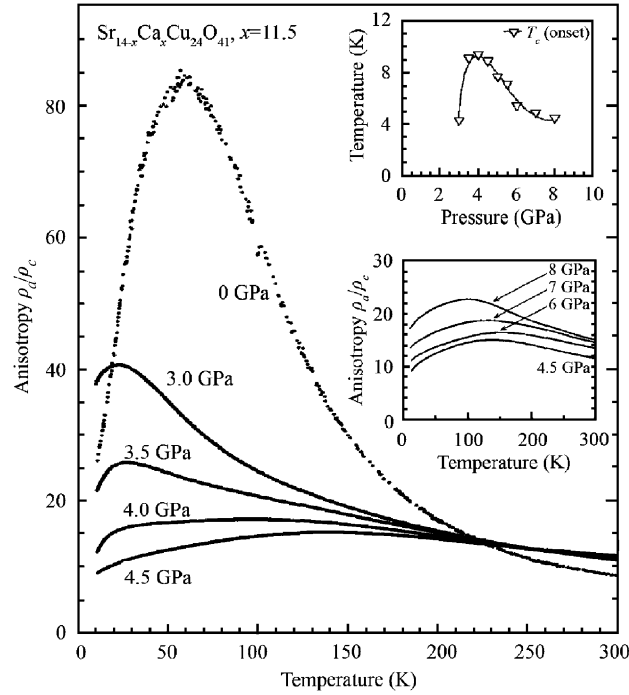 Sr14-xCaxCu24O41, x=11.5
Anisotropy ρa/ρc
80
60
40
20
0
0 GPa
3.0 GPa
3.5 GPa
4.0 GPa
4.5 GPa
0 50 100 150 200 250 300
Temperature (K)
Temperature (K)
12
8
4
0
Tc (onset)
0 2 4 6 8 10
Pressure (GPa)
Anisotropy ρa/ρc
30
20
10
0
8 GPa
7 GPa
6 GPa
4.5 GPa
0 100 200 300
Temperature (K)